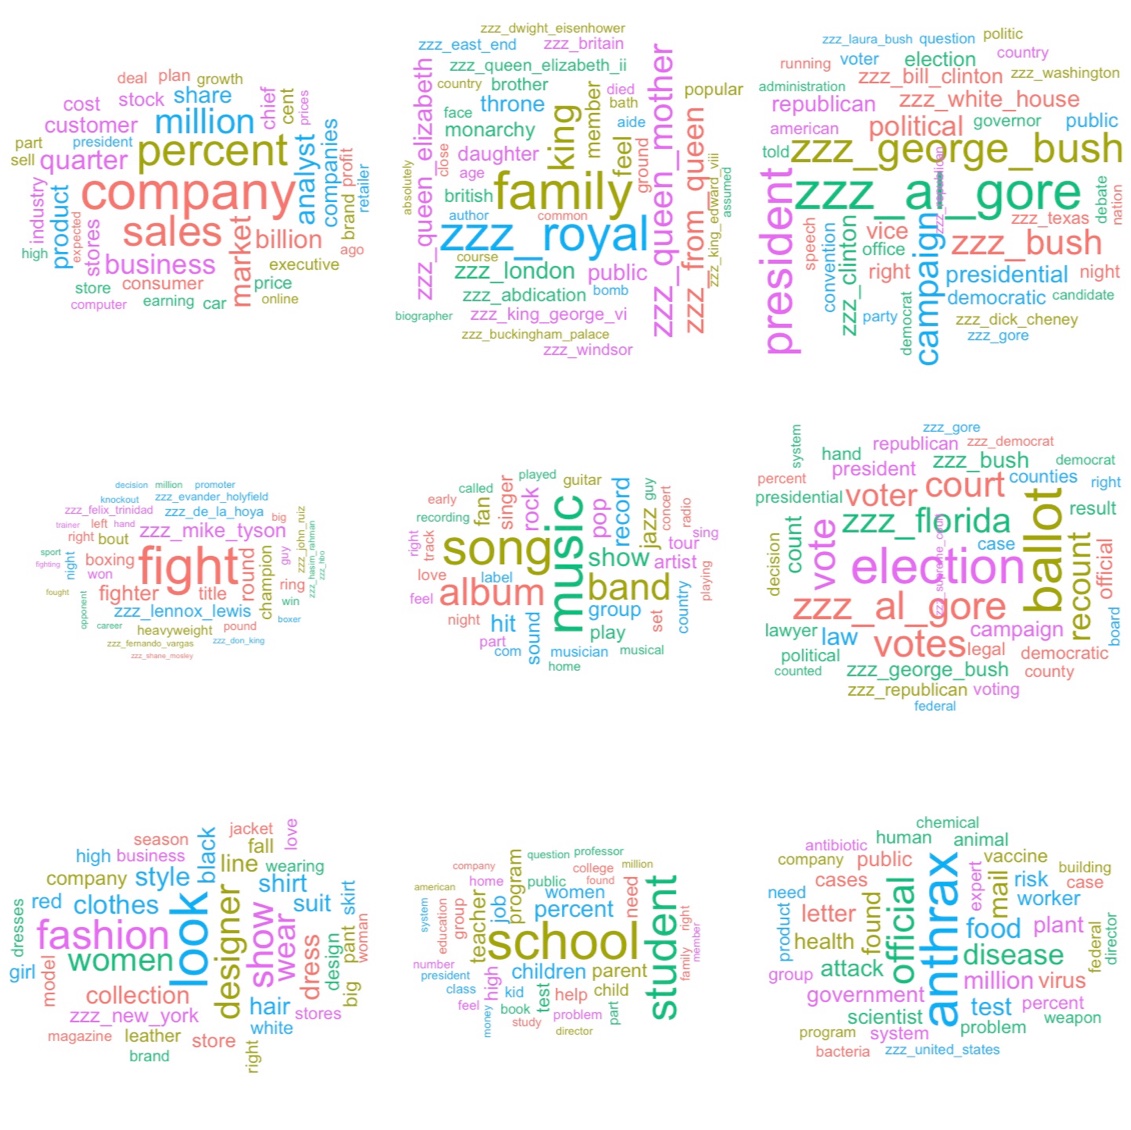 deal plan growth
cost stock share chief cent prices
customer million
part president percent analyst companies
sell quarter profit
company brand retailer
industry product expected
stores sales market billion
high business ago
store consumer price executive
computer earning car online
zzz_dwight_eisenhower
zzz_east_end zzz_britain
zzz_queen_elizabeth_ii
country brother died popular
zzz_queen_elizabeth throne king member bath zzz_queen_mother
face aide
monarchy feel ground zzz_from_queen
close daughter
age
absolutely british family zzz_king_edward_viii assumed
author common
zzz_royal
course
zzz_london public
zzz_abdication bomb
biographer zzz_king_george_vi
zzz_buckingham_palace
zzz_windsor
zzz_laura_bush question politic
running voter election country
administration zzz_bill_clinton zzz_washington
republican zzz_white_house
american political governor public
told zzz_george_bush
president zzz_al_gore debate nation
speech convention vice zzz_texas
zzz_clinton office campaign zzz_bush
right presidential night
democratic candidate
party democrat zzz_dick_cheney
zzz_gore
decision million promoter
knockout zzz_evander_holyfield
zzz_felix_trinidad zzz_de_la_hoya
trainer left hand zzz_mike_tyson big zzz_john_ruiz
right bout
sport night boxing fight round champion guy zzz_hasim_rahman
fighting won ring
fought fighter title win
opponent zzz_lennox_lewis boxer
career heavyweight pound
zzz_fernando_vargas zzz_don_king
zzz_shane_mosley
played guitar
called singer pop record guy
early fan rock music jazz concert radio
recording
right track song show tour sing
artist
love label band playing
feel album group set country
night hit play
part sound
com musician musical
home
zzz_gore
system republican zzz_democrat
hand zzz_bush democrat
percent president counties right
presidential voter court ballot result
count vote zzz_florida
decision case recount official
election zzz_supreme_court
zzz_al_gore board
lawyer law campaign
political votes legal democratic
counted zzz_george_bush county
zzz_republican voting
federal
season black jacket love
high business fall
company style line wearing
red clothes shirt skirt
dresses look designer suit
fashion show wear pant woman
women dress design
girl model
collection hair big
zzz_new_york stores
white
magazine leather store
brand right
question professor
company program college million
american home public found
system job women need student
education group teacher percent right
school family member
number
president high children parent
class kid test help child
feel book problem part
money study
director
chemical
antibiotic human animal
company public anthrax vaccine building
cases expert mail risk case
need worker
product letter found official food plant
health federal director
group attack disease
million virus
government test percent
scientist weapon
program system problem
bacteria zzz_united_states